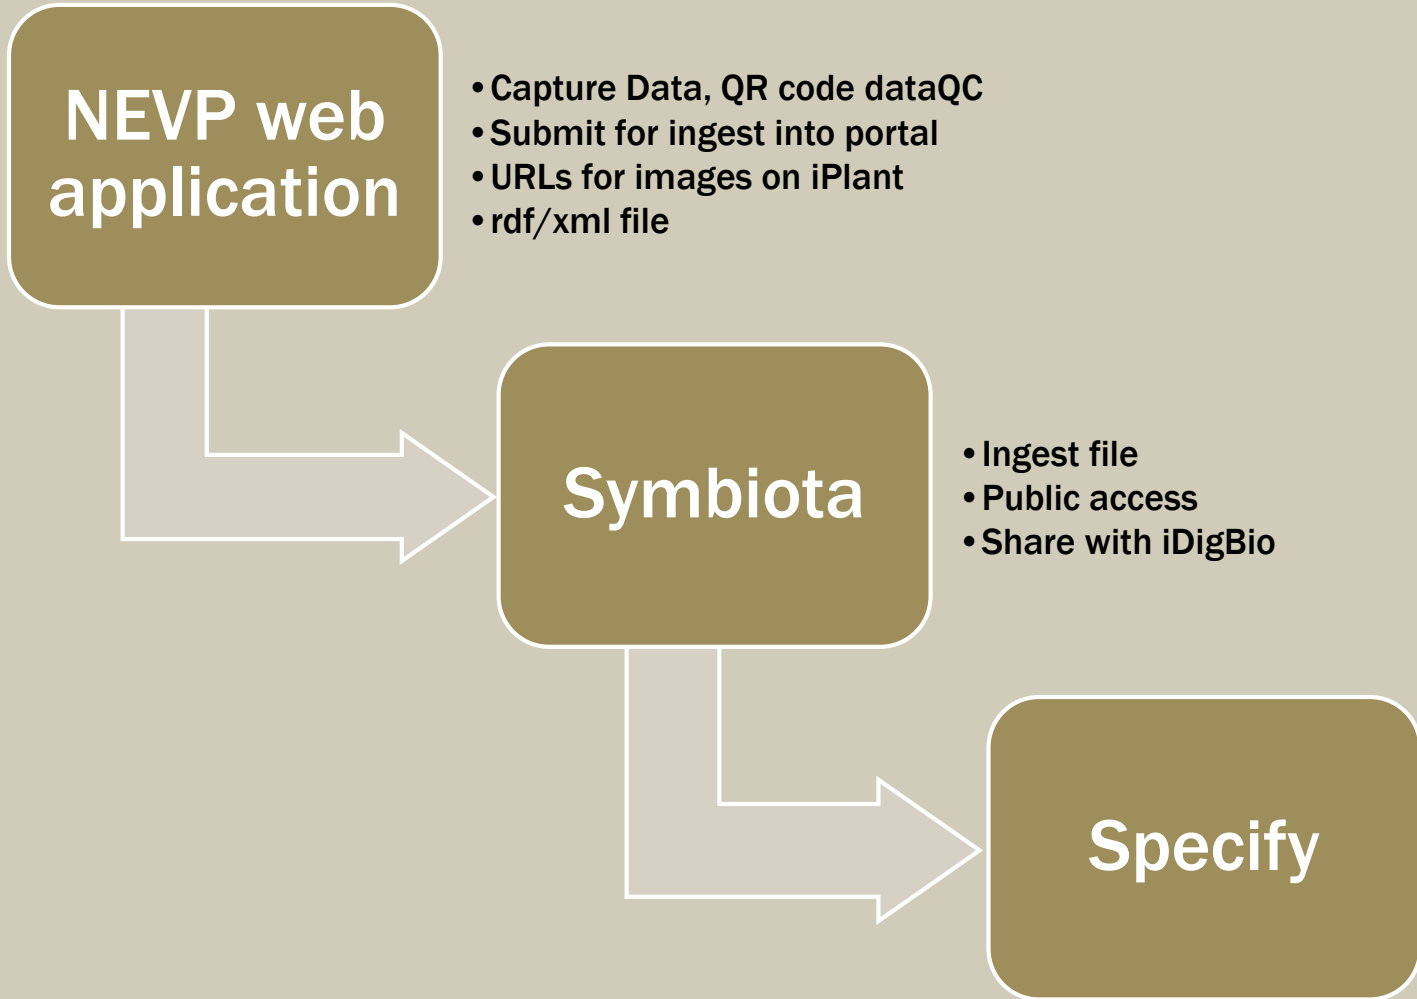 NEVP web
application
•Capture Data, QR code dataQC
•Submit for ingest into portal
•URLs for images on iPlant
•rdf/xml file
Symbiota
•Ingest file
•Public access
•Share with iDigBio
Specify